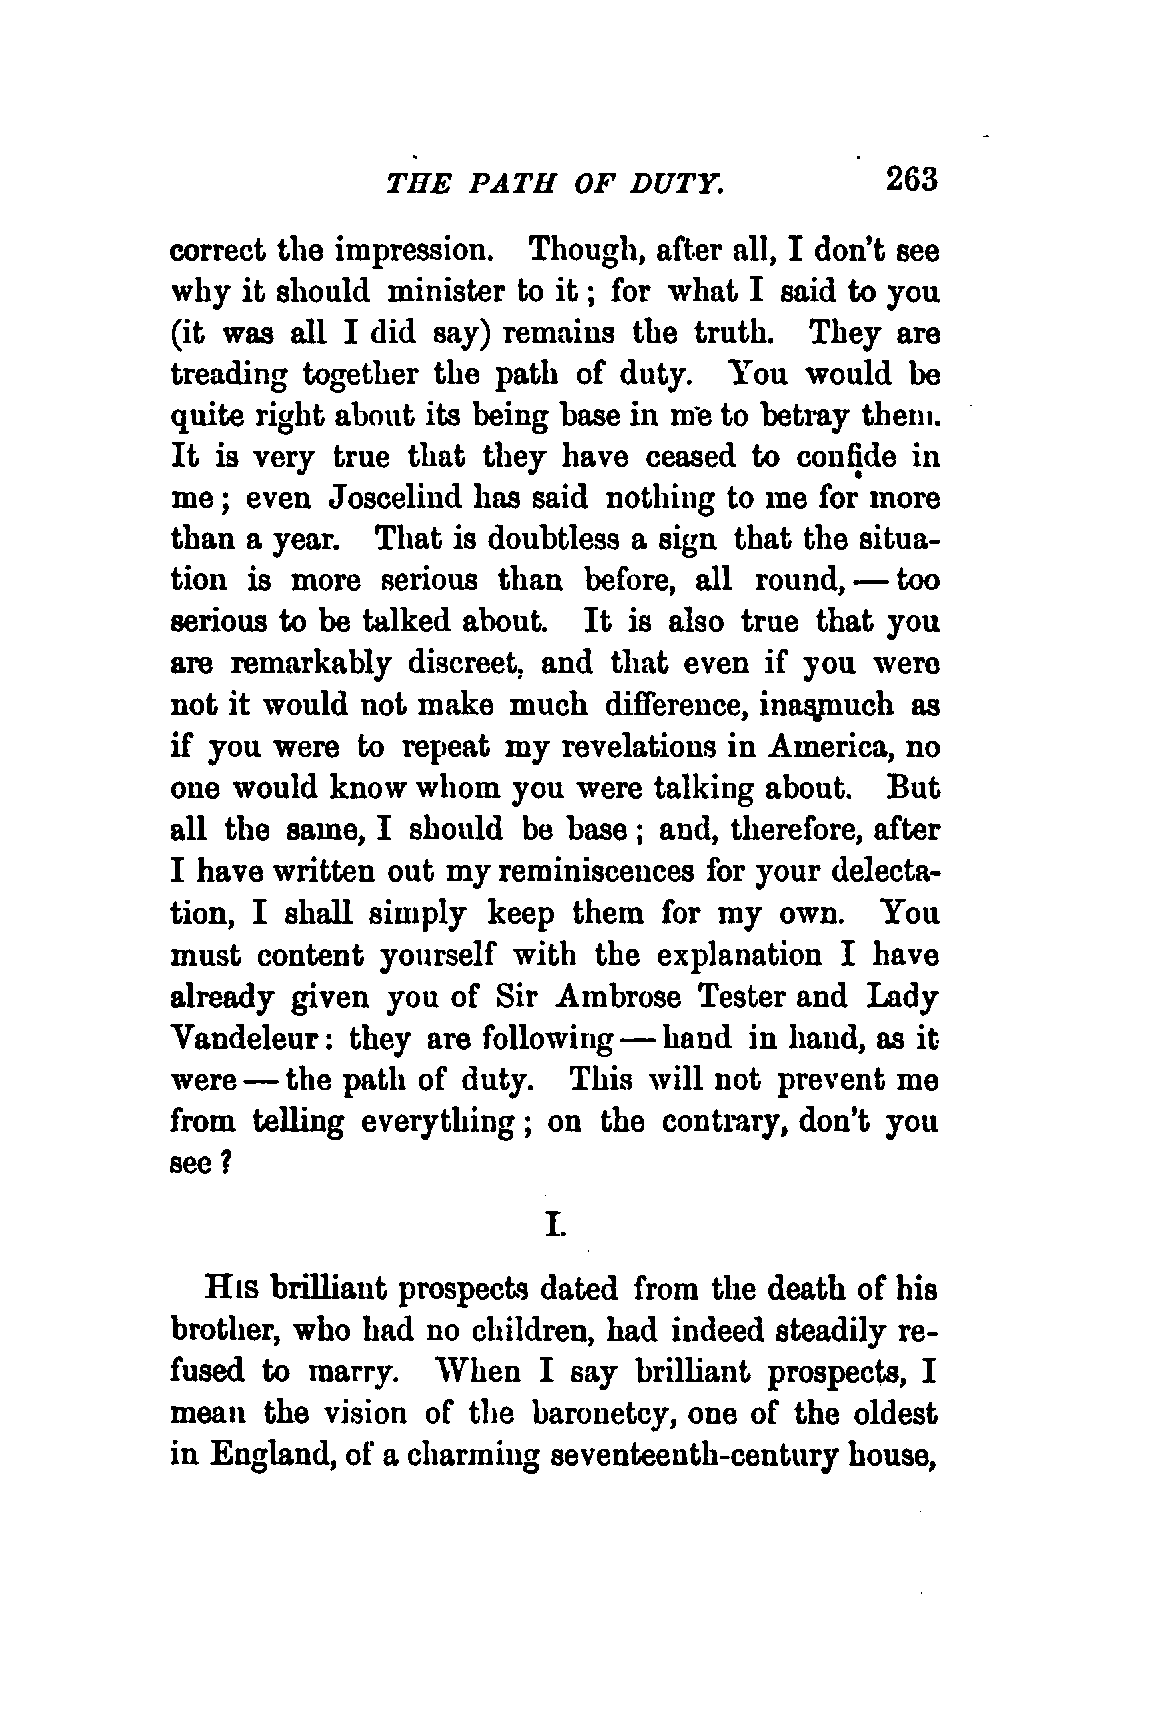 THE PATH OF DUTY. 263
correct the impression. Though, after all, I don't see
why it should minister to it; for what I said to you
(it was all I did say) remains the truth. They are
treading together the path of duty. You would be
quite right about its being base in me to betray them.
It is very true that they have ceased to confide in
me; even Joscelind has said nothing to me for more
than a year. That is doubtless a sign that the situa-
tion is more serious than before, all round, — too
serious to be talked about. It is also true that you
are remarkably discreet, and that even if you were
not it would not make much difference, inasmuch as
if you were to repeat my revelations in America, no
one would know whom you were talking about. But
all the same, I should be base; and, therefore, after
I have written out my reminiscences for your delecta-
tion, I shall simply keep them for my own. You
must content yourself with the explanation I have
already given you of Sir Ambrose Tester and Lady
Vandeleur: they are following — hand in hand, as it
were — the path of duty. This will not prevent me
from telling everything; on the contrary, don't you
see?
I.
His brilliant prospects dated from the death of his
brother, who had no children, had indeed steadily re-
fused to marry. When I say brilliant prospects, I
mean the vision of the baronetcy, one of the oldest
in England, of a charming seventeenth-century house,